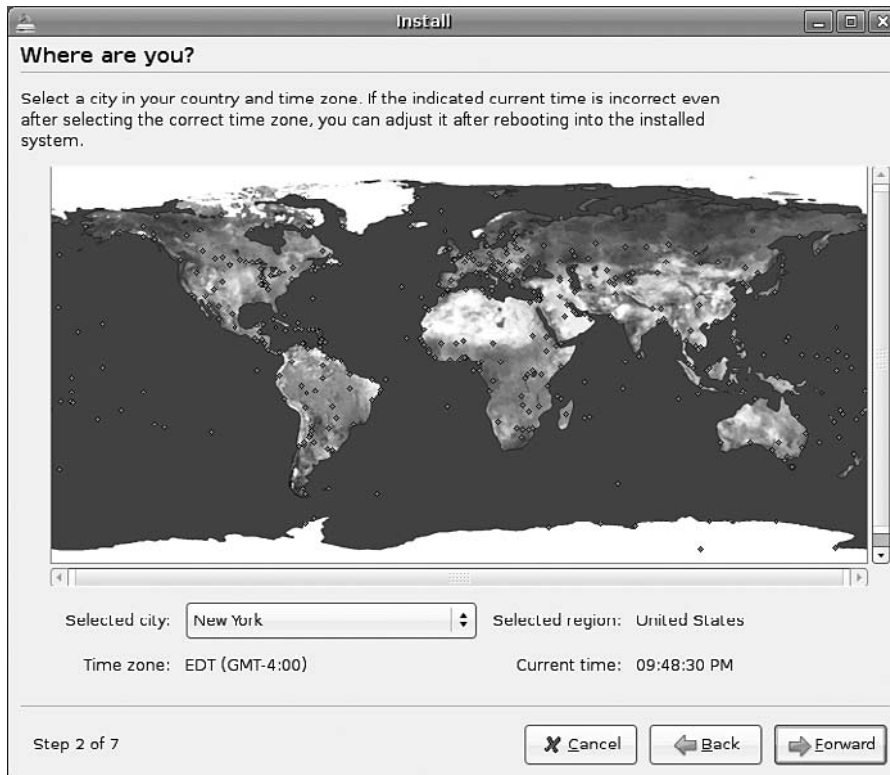 Install
Where are you?
Select a city in your country and time zone. If the indicated current time is incorrect even
after selecting the correct time zone, you can adjust it after rebooting into the installed
system.
Selected city: New York Selected region: United States
Time zone: EDT (GMT-4:00) Current time: 09:48:30 PM
Step 2 of 7 Cancel Back Forward